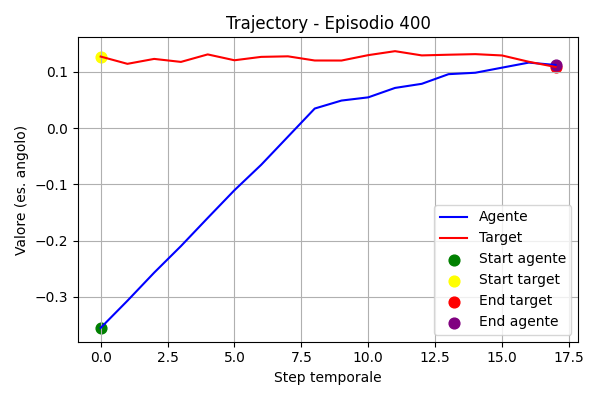 Trajectory - Episodio 400
Valore (es. angolo)
0.1
0.0
−0.1
−0.2
−0.3
Agente
Target
Start agente
Start target
End target
End agente
0.0 2.5 5.0 7.5 10.0 12.5 15.0 17.5
Step temporale